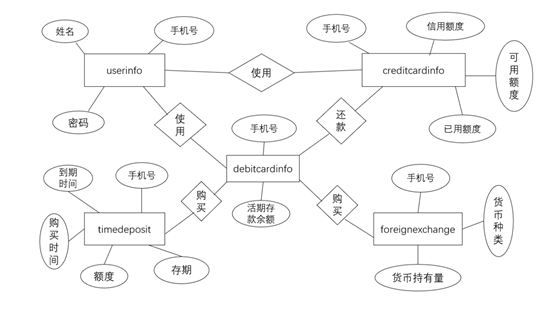 姓名
手机号
手机号
信用额度
userinfo
使用
creditcardinfo
可
用
额
度
密码
使
用
手机号
还
款
已用额度
到期
时间
手机号
debitcardinfo
手机号
购
买
活期存
款余额
购
买
货
币
种
类
购
买
时
间
timedeposit
foreignexchange
额度
存期
货币持有量